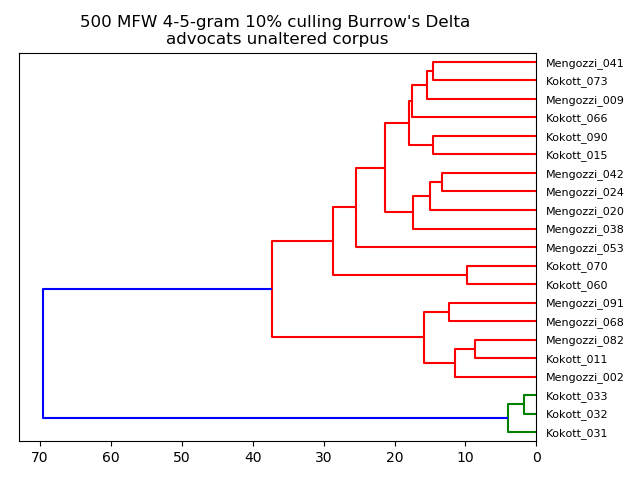 500 MFW 4-5-gram 10% culling Burrow's Delta
advocats unaltered corpus
Mengozzi_041
Kokott_073
Mengozzi_009
Kokott_066
Kokott_090
Kokott_015
Mengozzi_042
Mengozzi_024
Mengozzi_020
Mengozzi_038
Mengozzi_053
Kokott_070
Kokott_060
Mengozzi_091
Mengozzi_068
Mengozzi_082
Kokott_011
Mengozzi_002
Kokott_033
Kokott_032
Kokott_031
70 60 50 40 30 20 10 0